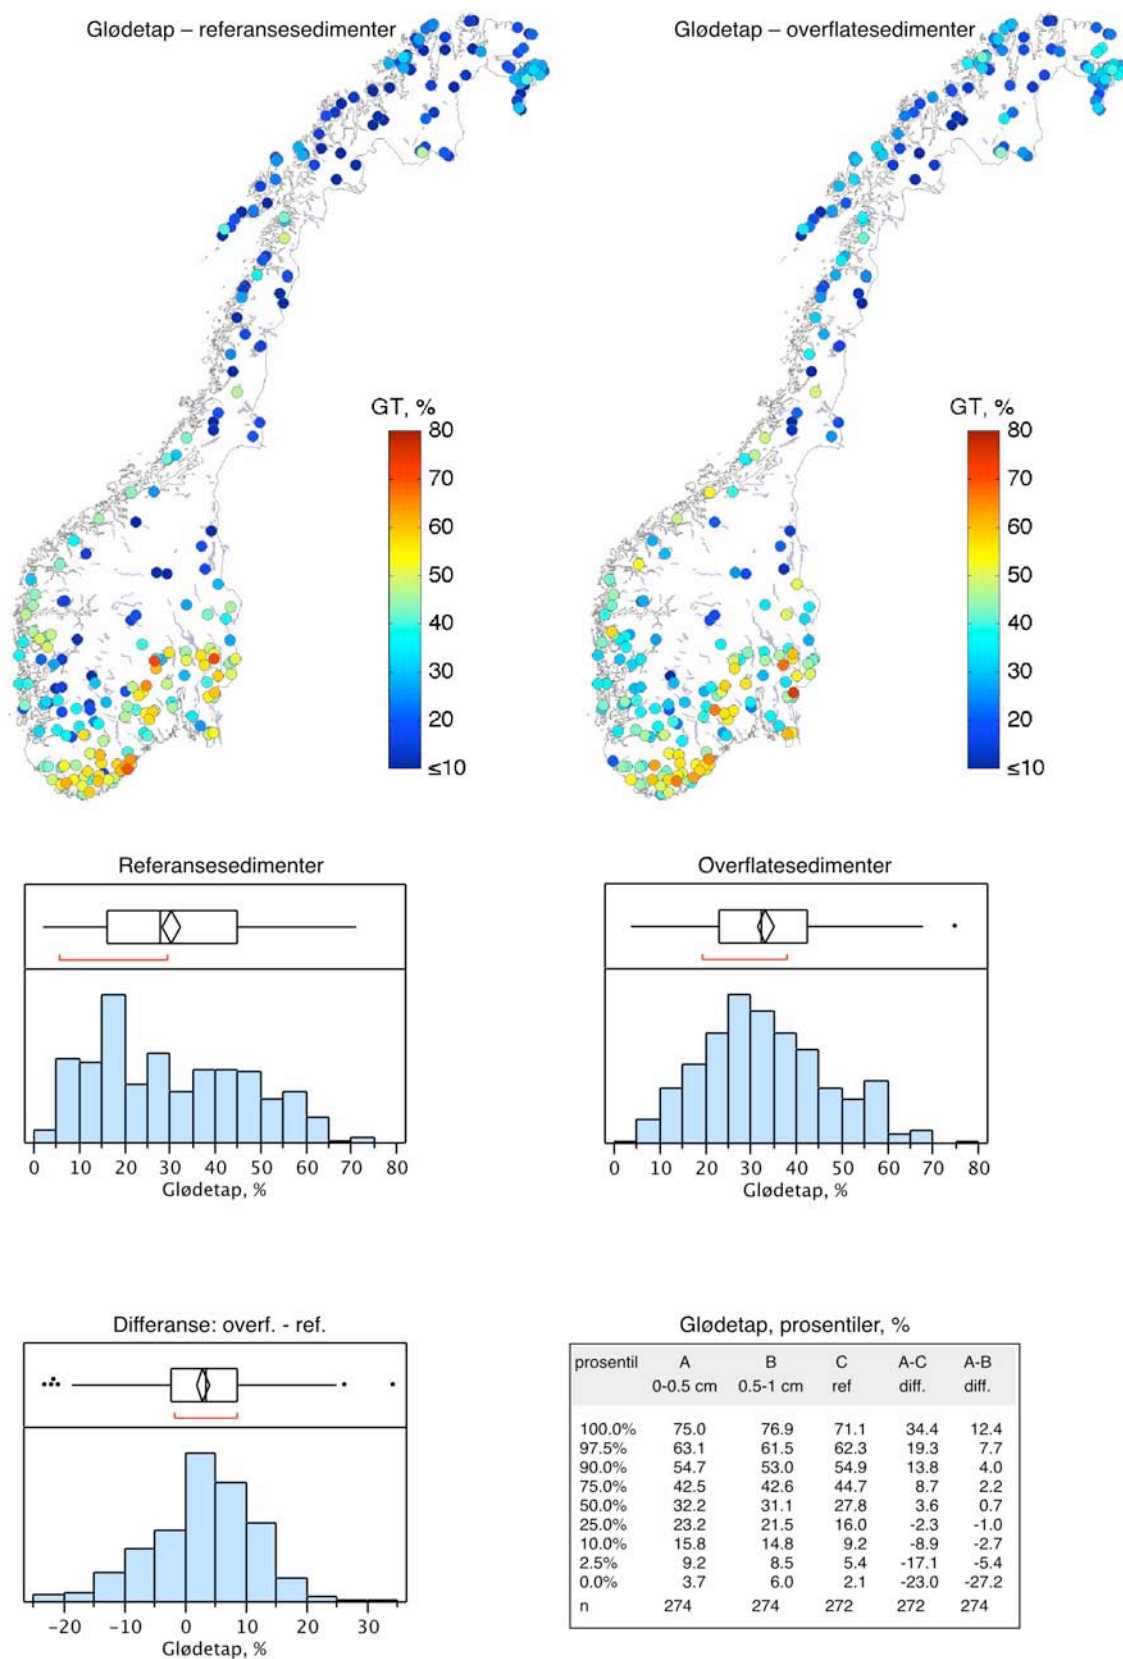 Glødetap – referansesedimenter
Glødetap – overflatesedimenter
GT, %
80
70
60
50
40
30
20
≤10
GT, %
80
70
60
50
40
30
20
≤10
Referansesedimenter
0 10 20 30 40 50 60 70 80
Glødetap, %
Overflatesedimenter
0 10 20 30 40 50 60 70 80
Glødetap, %
Differanse: overf. - ref.
−20 −10 0 10 20 30
Glødetap, %
Glødetap, prosentiler, %
prosentil A B C A-C A-B
0-0.5 cm 0.5-1 cm ref diff. diff.
100.0% 75.0 76.9 71.1 34.4 12.4
97.5% 63.1 61.5 62.3 19.3 7.7
90.0% 54.7 53.0 54.9 13.8 4.0
75.0% 42.5 42.6 44.7 8.7 2.2
50.0% 32.2 31.1 27.8 3.6 0.7
25.0% 23.2 21.5 16.0 -2.3 -1.0
10.0% 15.8 14.8 9.2 -8.9 -2.7
2.5% 9.2 8.5 5.4 -17.1 -5.4
0.0% 3.7 6.0 2.1 -23.0 -27.2
n 274 274 272 272 274